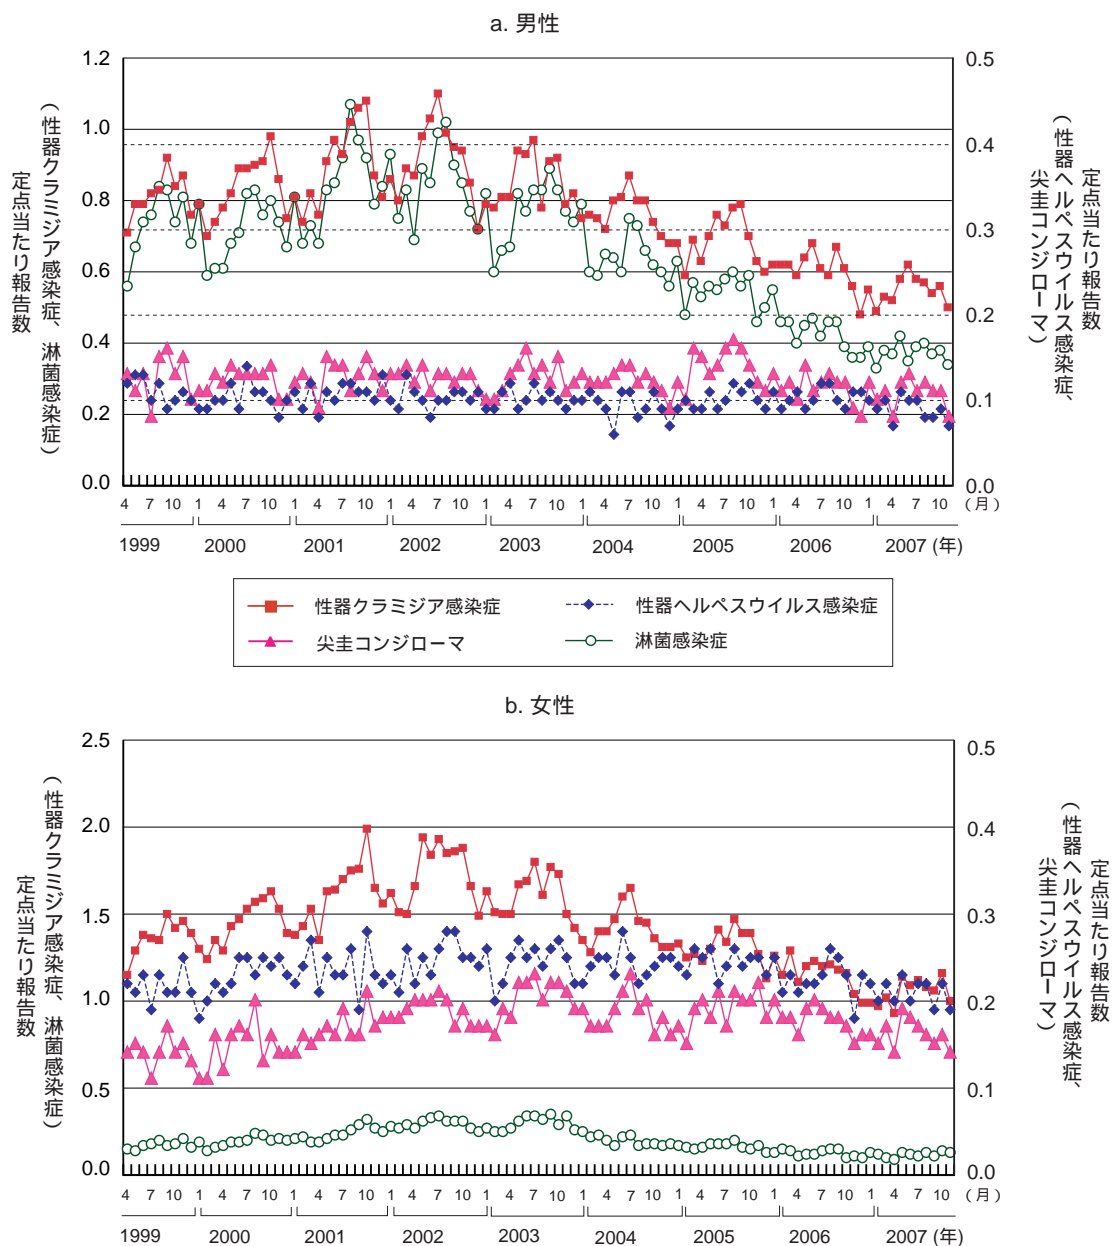 a. 男性
1.2
1.0
0.8
0.6
0.4
0.2
0.0
定点当たり報告数
(性器クラミジア感染症、淋菌感染症)
0.5
0.4
0.3
0.2
0.1
0.0
定点当たり報告数
(性器ヘルペスウイルス感染症、
尖圭コンジローマ)
4 7 10 1 4 7 10 1 4 7 10 1 4 7 10 1 4 7 10 1 4 7 10 1 4 7 10 1 4 7 10 1 4 7 10 (月)
1999 2000 2001 2002 2003 2004 2005 2006 2007 (年)
性器クラミジア感染症 性器ヘルペスウイルス感染症
尖圭コンジローマ 淋菌感染症
b. 女性
2.5
2.0
1.5
1.0
0.5
0.0
定点当たり報告数
(性器クラミジア感染症、淋菌感染症)
0.5
0.4
0.3
0.2
0.1
0.0
定点当たり報告数
(性器ヘルペスウイルス感染症、
尖圭コンジローマ)
4 7 10 1 4 7 10 1 4 7 10 1 4 7 10 1 4 7 10 1 4 7 10 1 4 7 10 1 4 7 10 1 4 7 10 (月)
1999 2000 2001 2002 2003 2004 2005 2006 2007 (年)